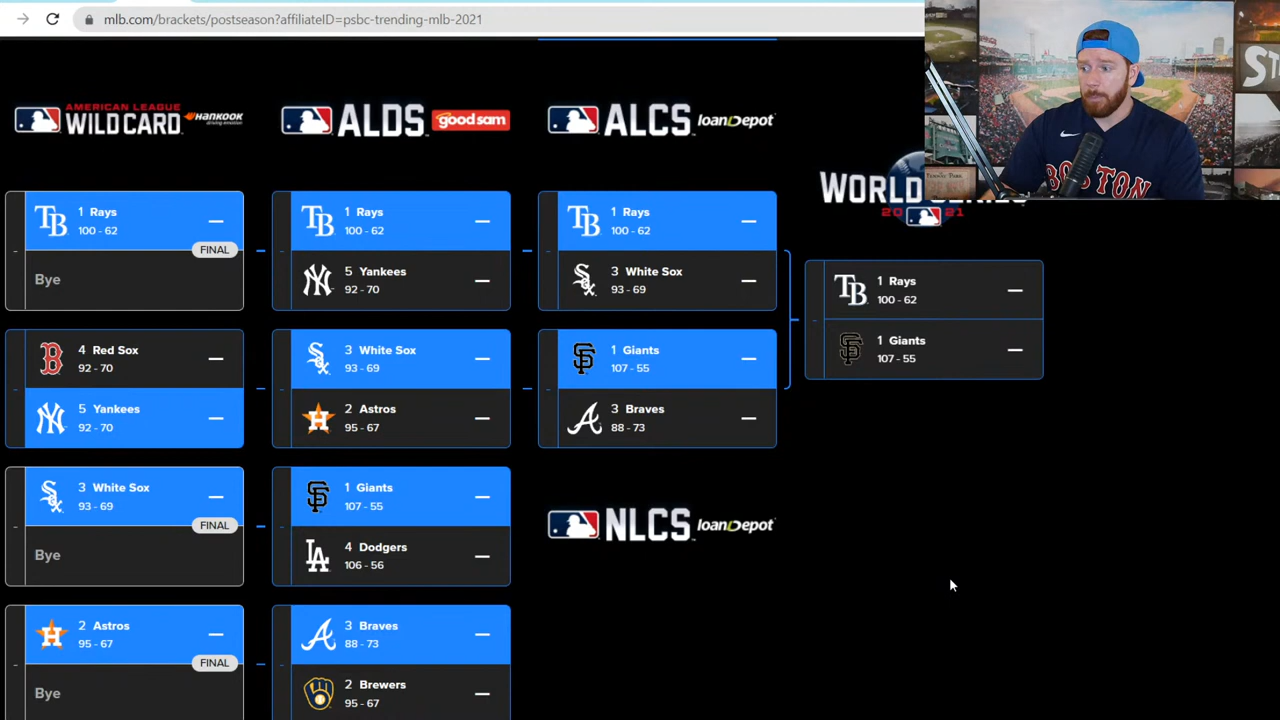 mlb.com/brackets/postseason?affiliateID=psbc-trending-mlb-2021
AMERICAN LEAGUE
WILD CARD
HANKOOK
driving emotion
ALDS
good sam
ALCS
loanDepot
WORLD
2021
BOSTON
1 Rays
100 - 62
FINAL
Bye
4 Red Sox
92 - 70
5 Yankees
92 - 70
3 White Sox
93 - 69
FINAL
Bye
2 Astros
95 - 67
FINAL
Bye
1 Rays
100 - 62
5 Yankees
92 - 70
3 White Sox
93 - 69
2 Astros
95 - 67
1 Giants
107 - 55
4 Dodgers
106 - 56
3 Braves
88 - 73
2 Brewers
95 - 67
1 Rays
100 - 62
3 White Sox
93 - 69
1 Giants
107 - 55
3 Braves
88 - 73
NLCS
loanDepot
1 Rays
100 - 62
1 Giants
107 - 55